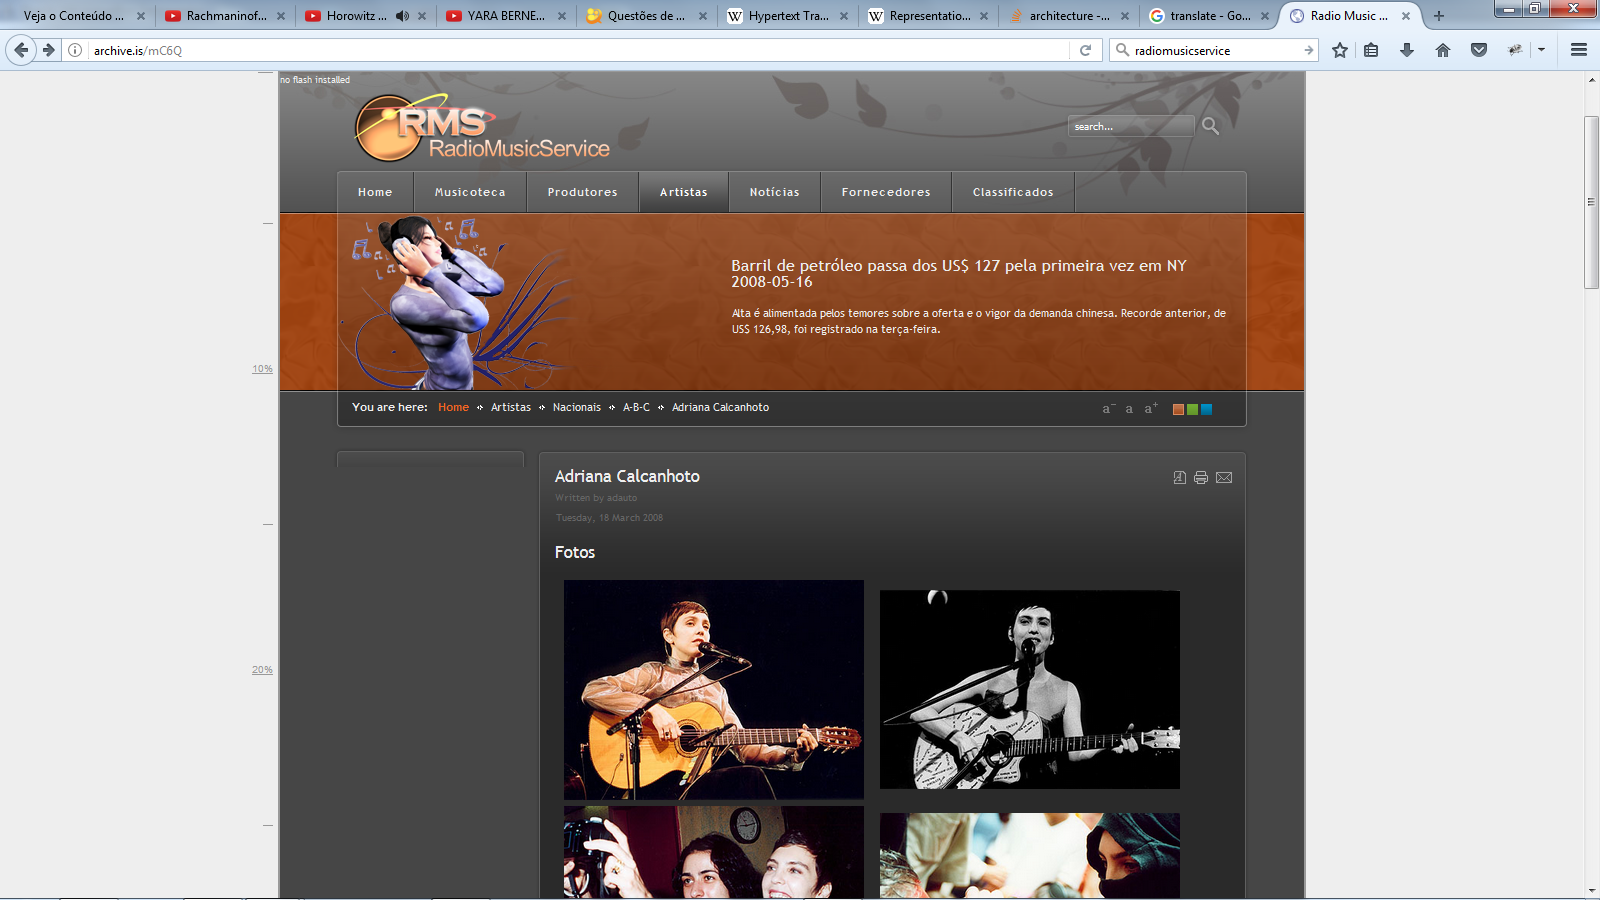 Veja o Conteúdo ...
Rachmaninof...
Horowitz ...
YARA BERNE...
Questões de ...
Hypertext Tra...
Representatio...
architecture -...
translate - Go...
Radio Music ...
archive.is/mC6Q
radiomusicservice
no flash installed
RMS
RadioMusicService
search...
Home
Musicoteca
Produtores
Artistas
Notícias
Fornecedores
Classificados
Barril de petróleo passa dos US$ 127 pela primeira vez em NY
2008-05-16
Alta é alimentada pelos temores sobre a oferta e o vigor da demanda chinesa. Recorde anterior, de
US$ 126,98, foi registrado na terça-feira.
10%
You are here: Home Artistas Nacionais A-B-C Adriana Calcanhoto
a- a a+
Adriana Calcanhoto
Written by adauto
Tuesday, 18 March 2008
Fotos
20%